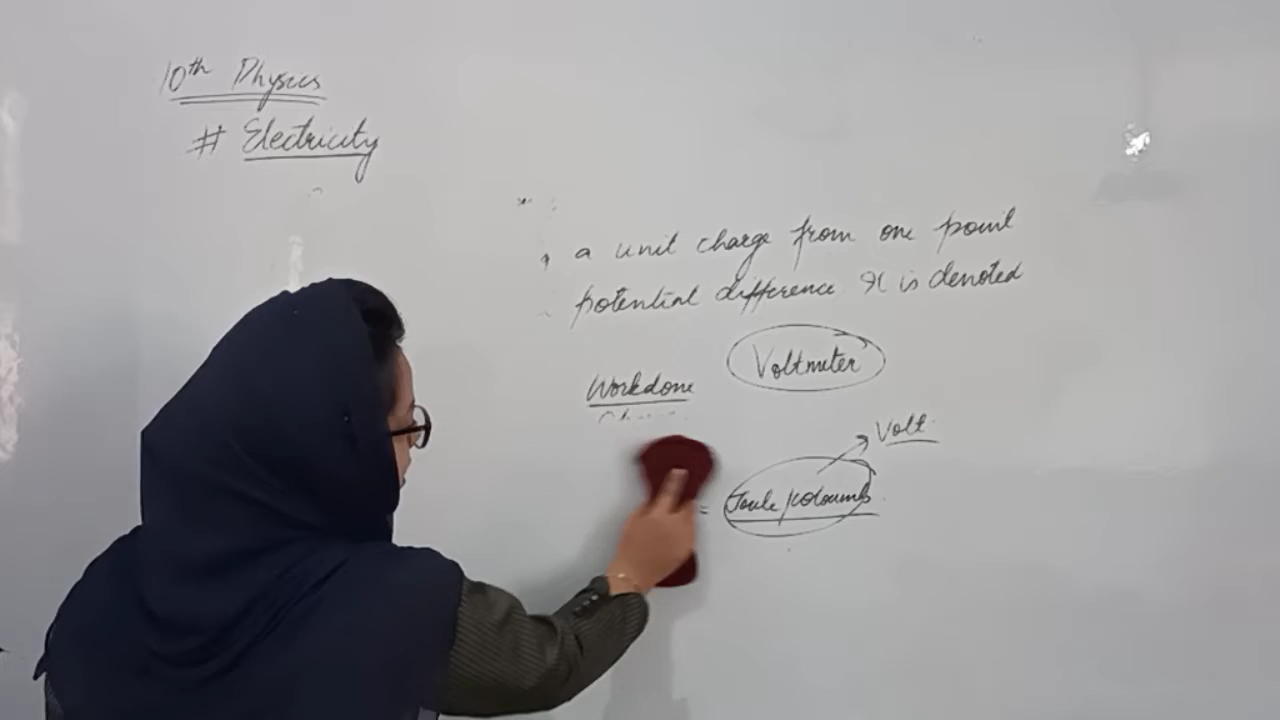 10th Physics
# Electricity
a unit charge from one point
potential difference It is denoted
Voltmeter
Workdone
Volt
= Joule/coloumb